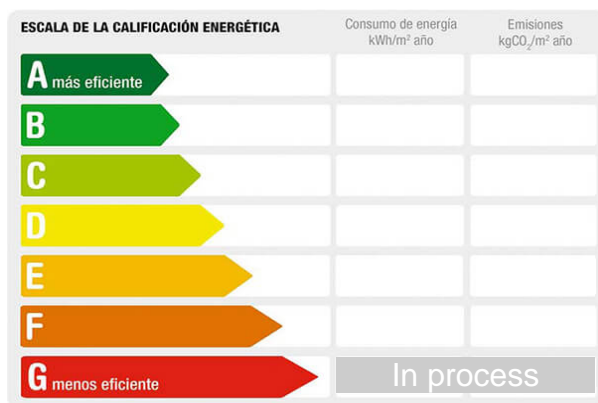 ESCALA DE LA CALIFICACIÓN ENERGÉTICA
Consumo de energía
kWh/m² año
Emisiones
kgCO₂/m² año
A más eficiente
B
C
D
E
F
G menos eficiente
In process